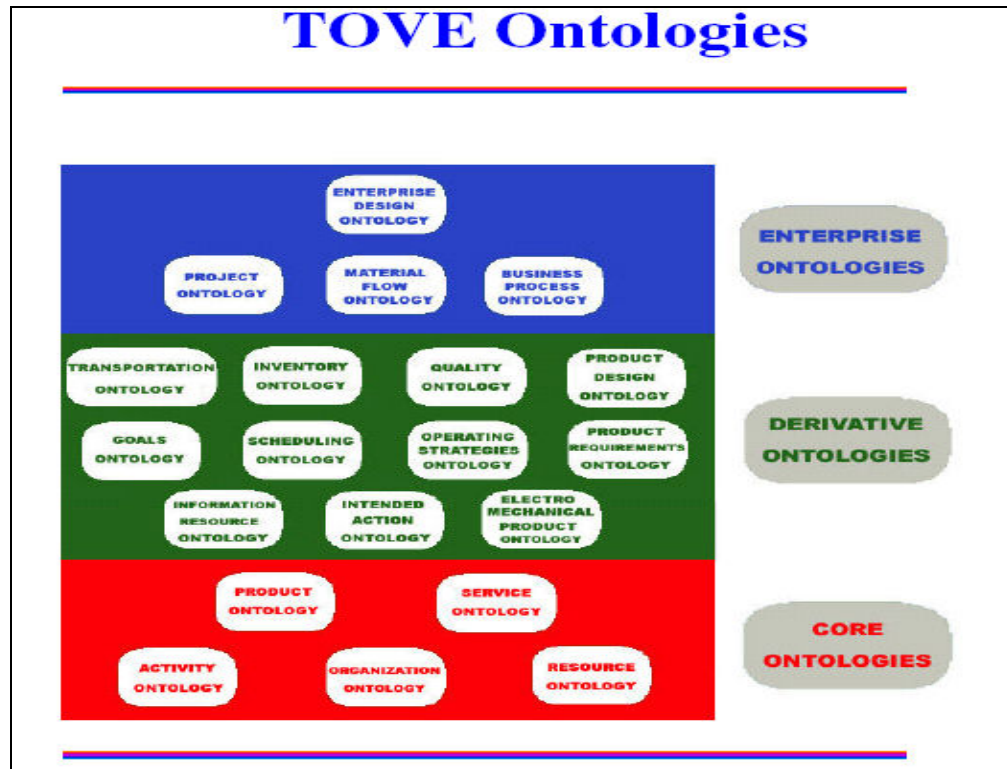 TOVE Ontologies
ENTERPRISE
DESIGN
ONTOLOGY
PROJECT
ONTOLOGY
MATERIAL
FLOW
ONTOLOGY
BUSINESS
PROCESS
ONTOLOGY
ENTERPRISE
ONTOLOGIES
TRANSPORTATION
ONTOLOGY
INVENTORY
ONTOLOGY
QUALITY
ONTOLOGY
PRODUCT
DESIGN
ONTOLOGY
GOALS
ONTOLOGY
SCHEDULING
ONTOLOGY
OPERATING
STRATEGIES
ONTOLOGY
PRODUCT
REQUIREMENTS
ONTOLOGY
INFORMATION
RESOURCE
ONTOLOGY
INTENDED
ACTION
ONTOLOGY
ELECTRO
MECHANICAL
PRODUCT
ONTOLOGY
DERIVATIVE
ONTOLOGIES
PRODUCT
ONTOLOGY
SERVICE
ONTOLOGY
ACTIVITY
ONTOLOGY
ORGANIZATION
ONTOLOGY
RESOURCE
ONTOLOGY
CORE
ONTOLOGIES